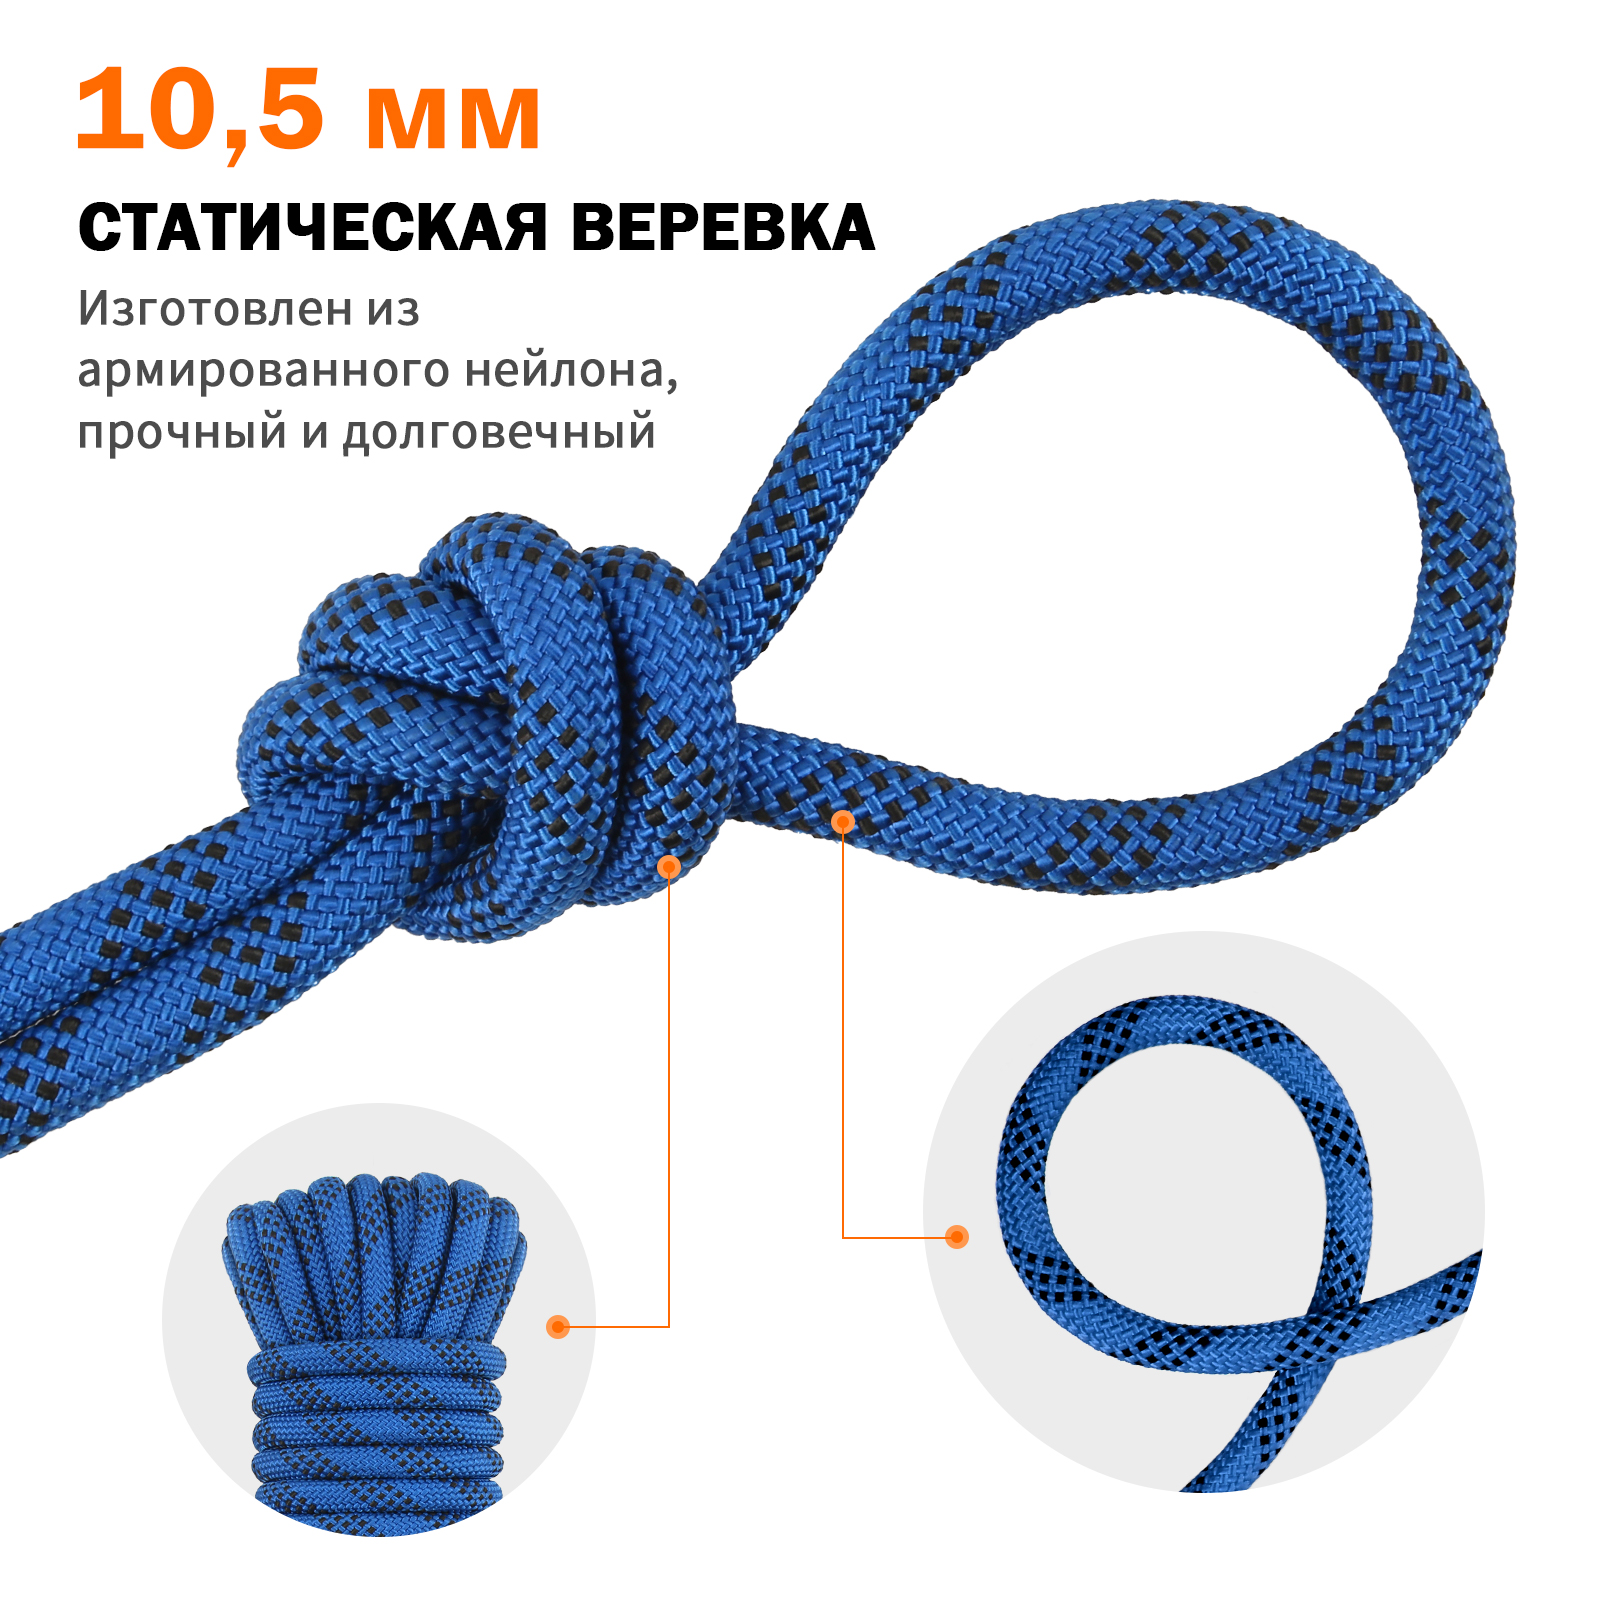 10,5 мм
СТАТИЧЕСКАЯ ВЕРЕВКА
Изготовлен из
армированного нейлона,
прочный и долговечный